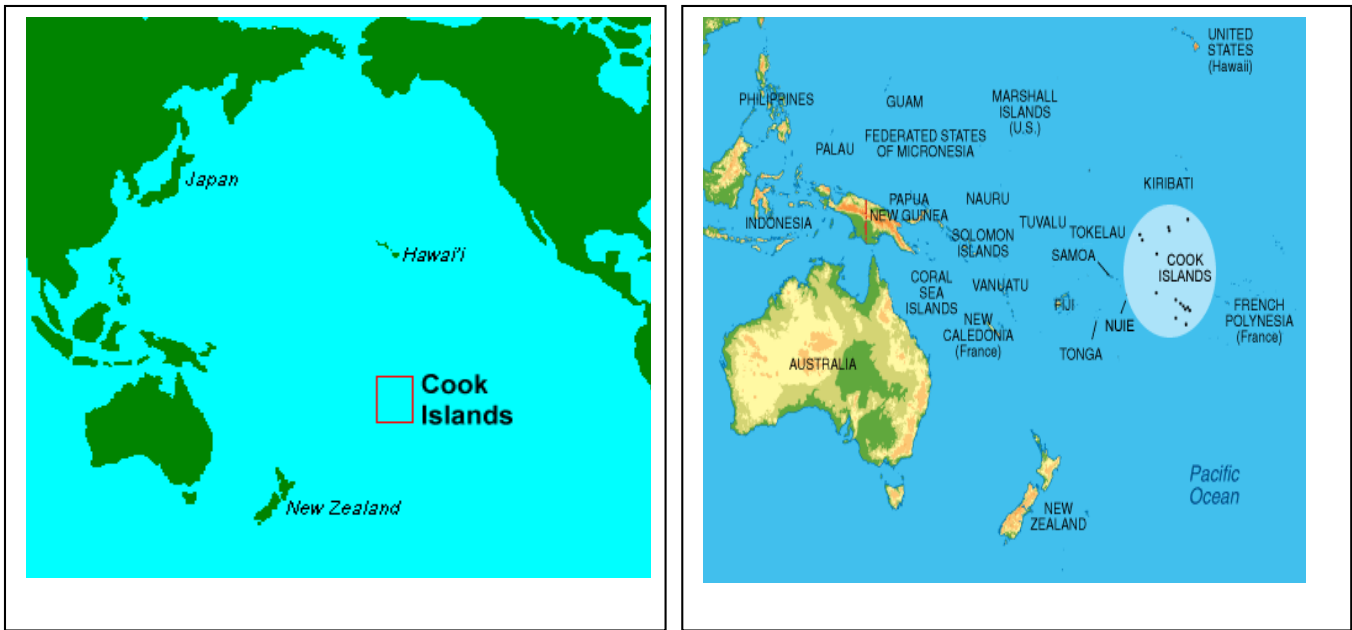 Japan
Hawai'i
Cook
Islands
New Zealand
UNITED
STATES
(Hawaii)
PHILIPPINES
GUAM
MARSHALL
ISLANDS
(U.S.)
FEDERATED STATES
OF MICRONESIA
PALAU
KIRIBATI
PAPUA
NEW GUINEA
NAURU
INDONESIA
TUVALU
TOKELAU
SOLOMON
ISLANDS
SAMOA
COOK
ISLANDS
CORAL
SEA
ISLANDS
VANUATU
FIJI
NUIE
FRENCH
POLYNESIA
(France)
NEW
CALEDONIA
(France)
TONGA
AUSTRALIA
Pacific
Ocean
NEW
ZEALAND